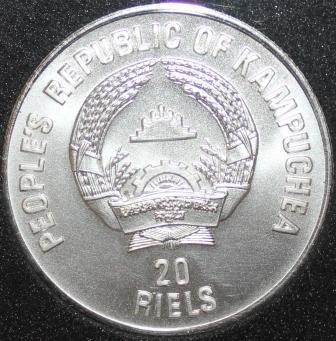 PEOPLE'S REPUBLIC OF KAMPUCHEA
20
RIELS